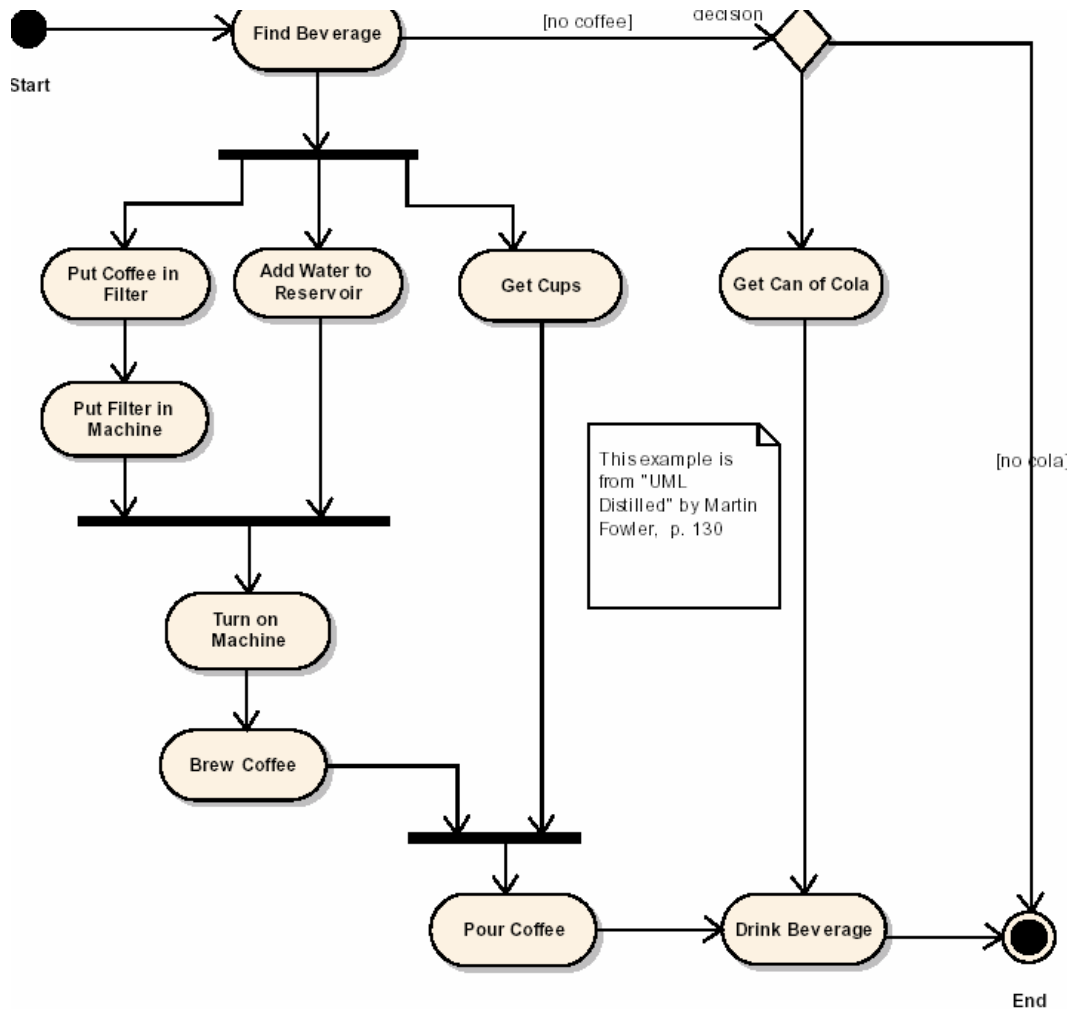 [no coffee]
decision
Find Beverage
Start
Put Coffee in
Filter
Add Water to
Reservoir
Get Cups
Get Can of Cola
Put Filter in
Machine
This example is
from "UML
Distilled" by Martin
Fowler, p. 130
[no cola]
Turn on
Machine
Brew Coffee
Pour Coffee
Drink Beverage
End